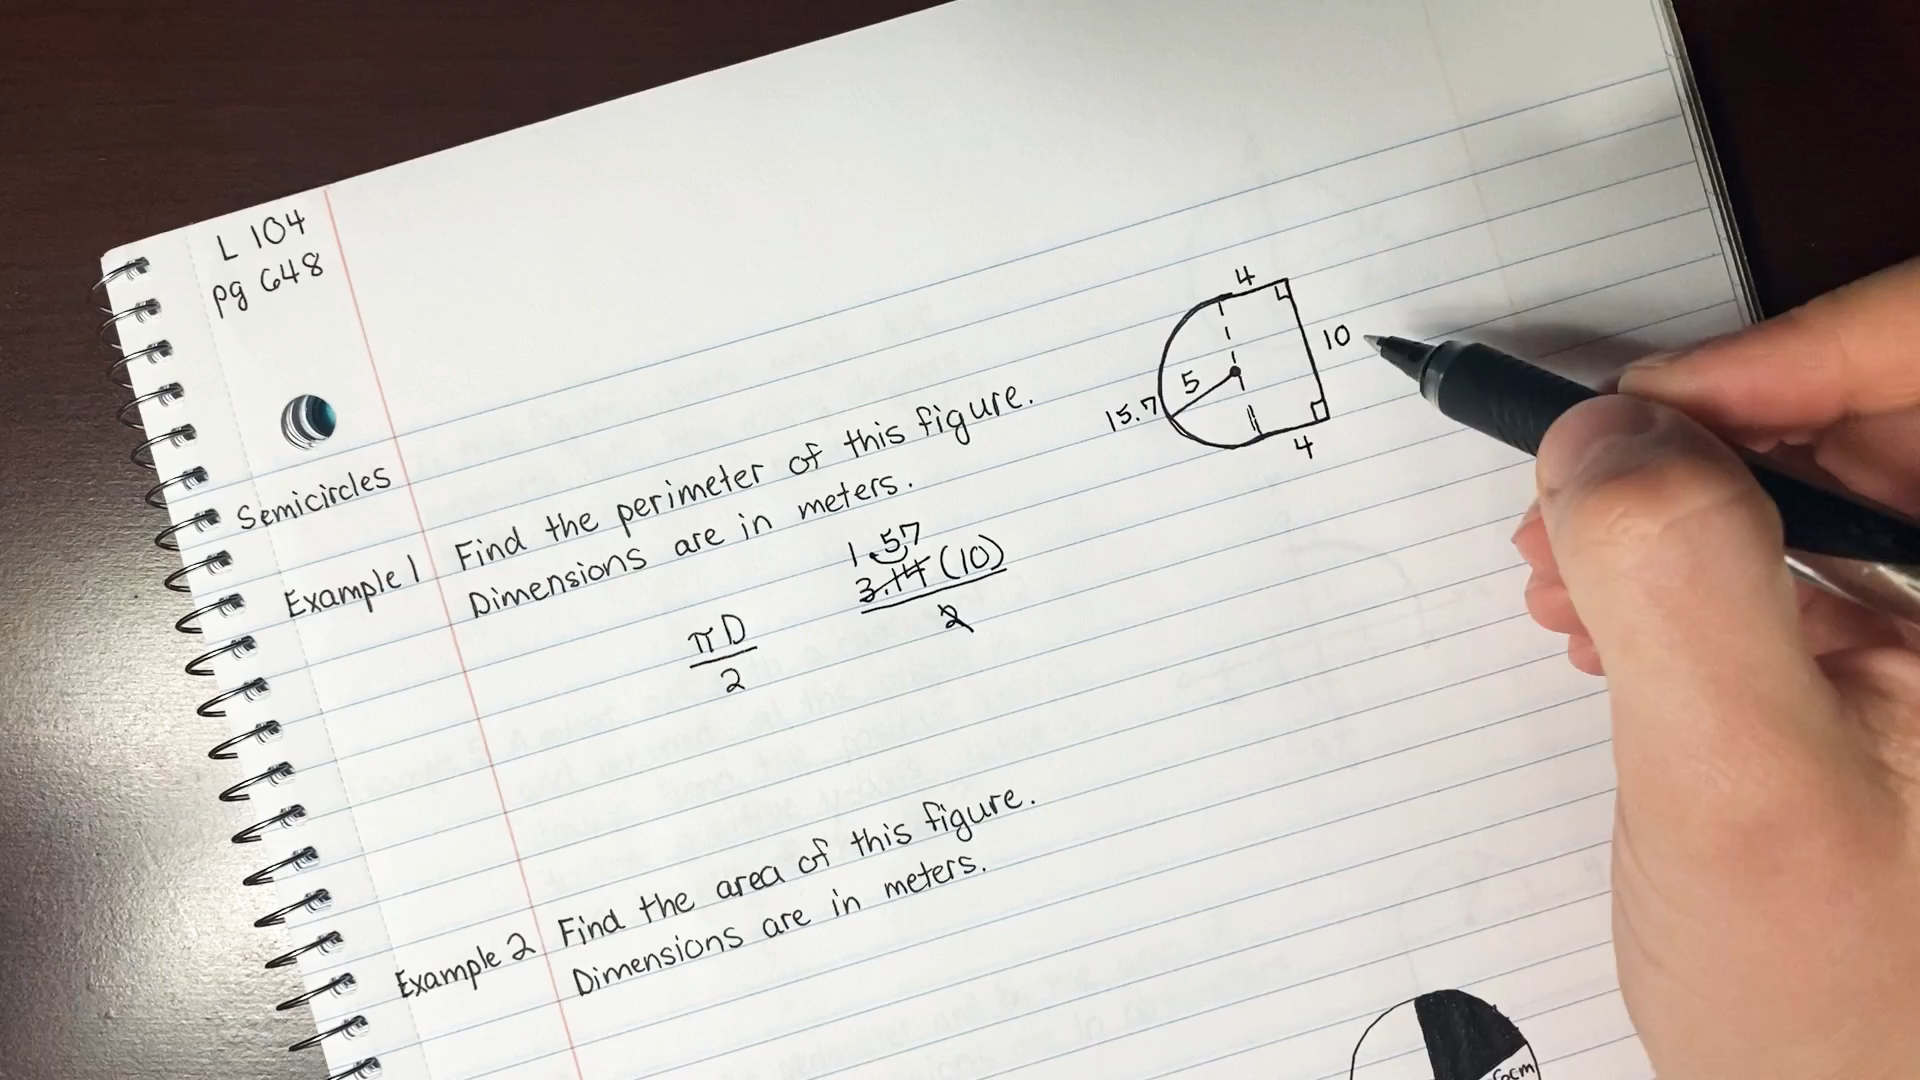 L 104
pg 648
Semicircles
Example 1
Find the perimeter of this figure.
Dimensions are in meters.
4
10
5
15.7
4
πD
2
1.57
3.14 (10)
2
Example 2
Find the area of this figure.
Dimensions are in meters.